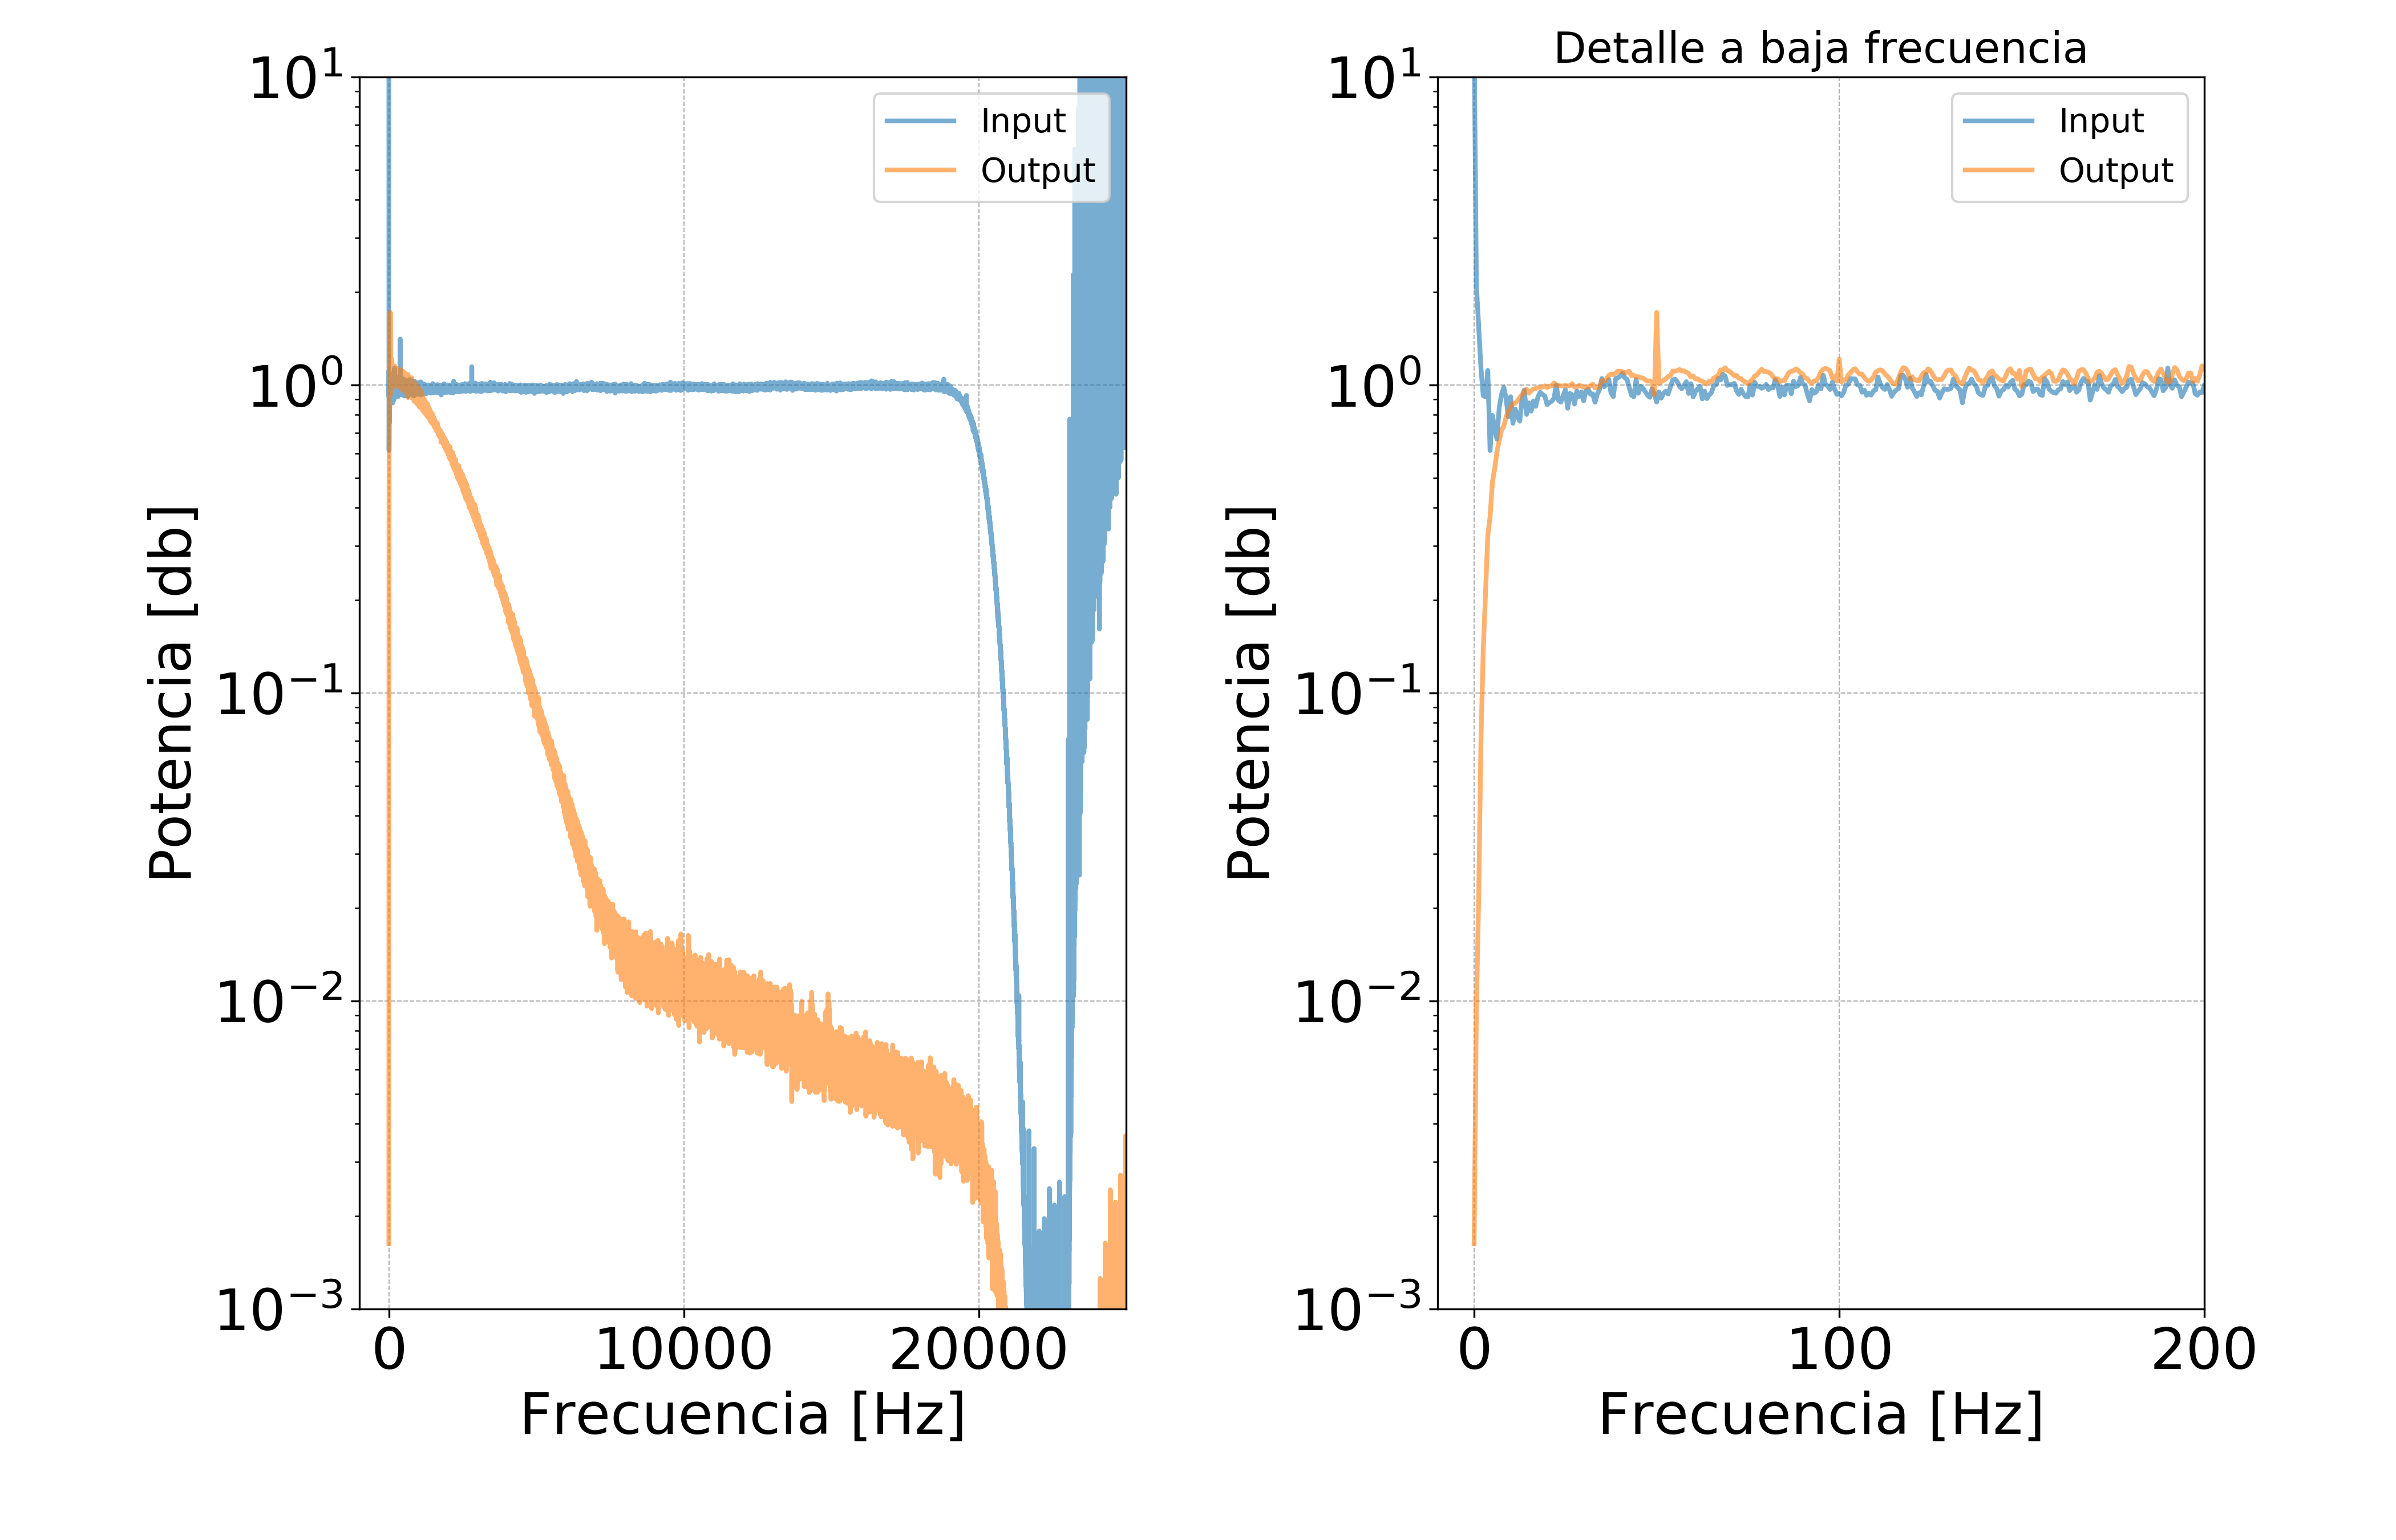 10¹
10⁰
10⁻¹
10⁻²
10⁻³
Potencia [db]
0 10000 20000
Frecuencia [Hz]
Input
Output
Detalle a baja frecuencia
10¹
10⁰
10⁻¹
10⁻²
10⁻³
Potencia [db]
0 100 200
Frecuencia [Hz]
Input
Output